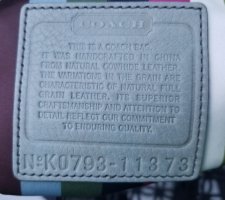 COACH
THIS IS A COACH BAG.
IT WAS HANDCRAFTED IN CHINA
FROM NATURAL COWHIDE LEATHER.
THE VARIATIONS IN THE GRAIN ARE
CHARACTERISTIC OF NATURAL FULL
GRAIN LEATHER. ITS SUPERIOR
CRAFTSMANSHIP AND ATTENTION TO
DETAIL REFLECT OUR COMMITMENT
TO ENDURING QUALITY.
NºK0793-11373